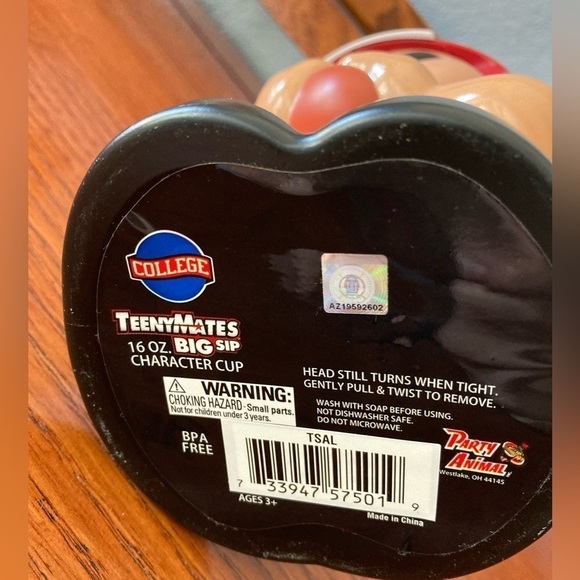 COLLEGE
AZ19592602
TEENYMATES
16 OZ. BIG SIP
CHARACTER CUP
HEAD STILL TURNS WHEN TIGHT.
GENTLY PULL & TWIST TO REMOVE.
WARNING:
CHOKING HAZARD - Small parts.
Not for children under 3 years.
WASH WITH SOAP BEFORE USING.
NOT DISHWASHER SAFE.
DO NOT MICROWAVE.
BPA
FREE
TSAL
7 33947 57501 9
AGES 3+
Made in China
PARTY
ANIMAL
Westlake, OH 44145